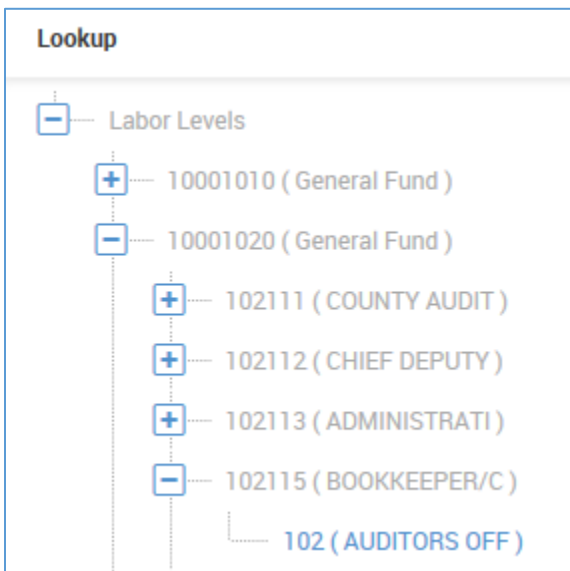 Lookup
Labor Levels
10001010 ( General Fund )
10001020 ( General Fund )
102111 ( COUNTY AUDIT )
102112 ( CHIEF DEPUTY )
102113 ( ADMINISTRATI )
102115 ( BOOKKEEPER/C )
102 ( AUDITORS OFF )